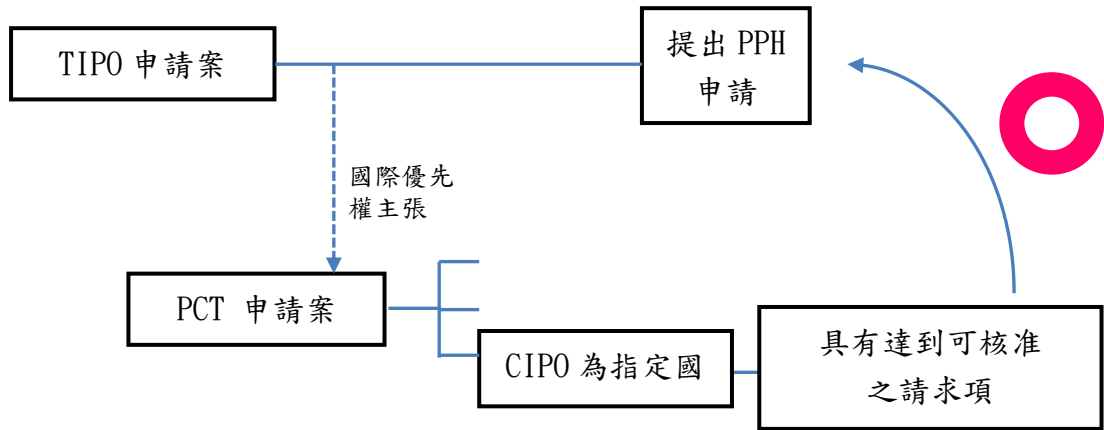 TIPO 申請案
提出 PPH
申請
國際優先
權主張
PCT 申請案
CIPO 為指定國
具有達到可核准
之請求項